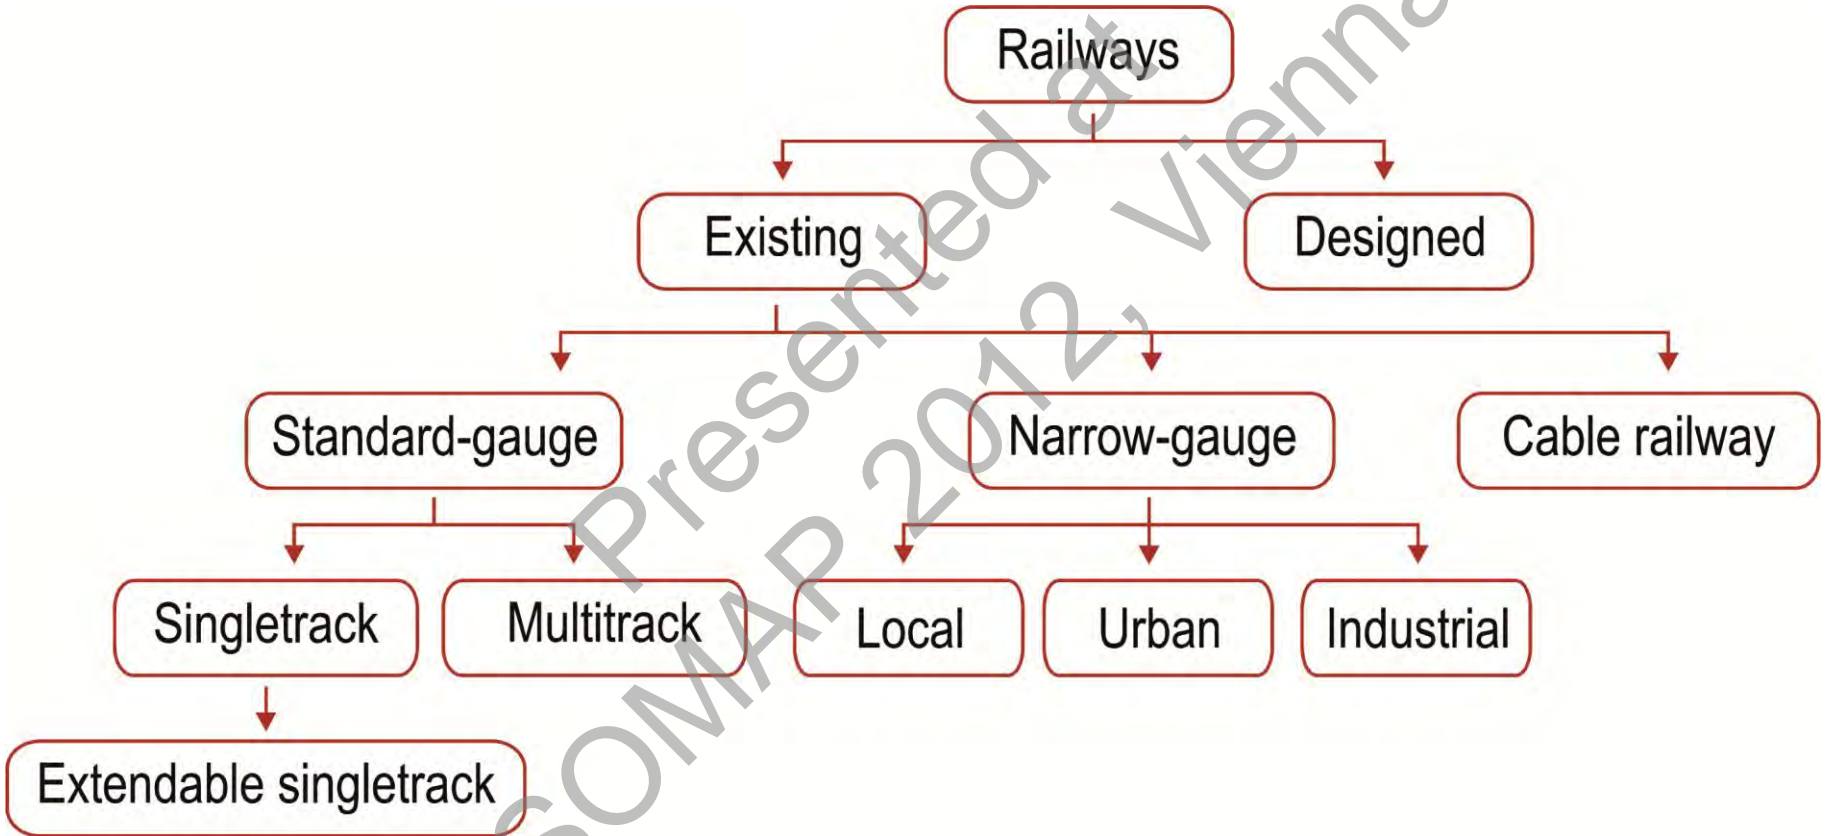 Railways
Existing
Designed
Standard-gauge
Narrow-gauge
Cable railway
Singletrack
Multitrack
Local
Urban
Industrial
Extendable singletrack
Presented at
SOMAP 2012, Vienna